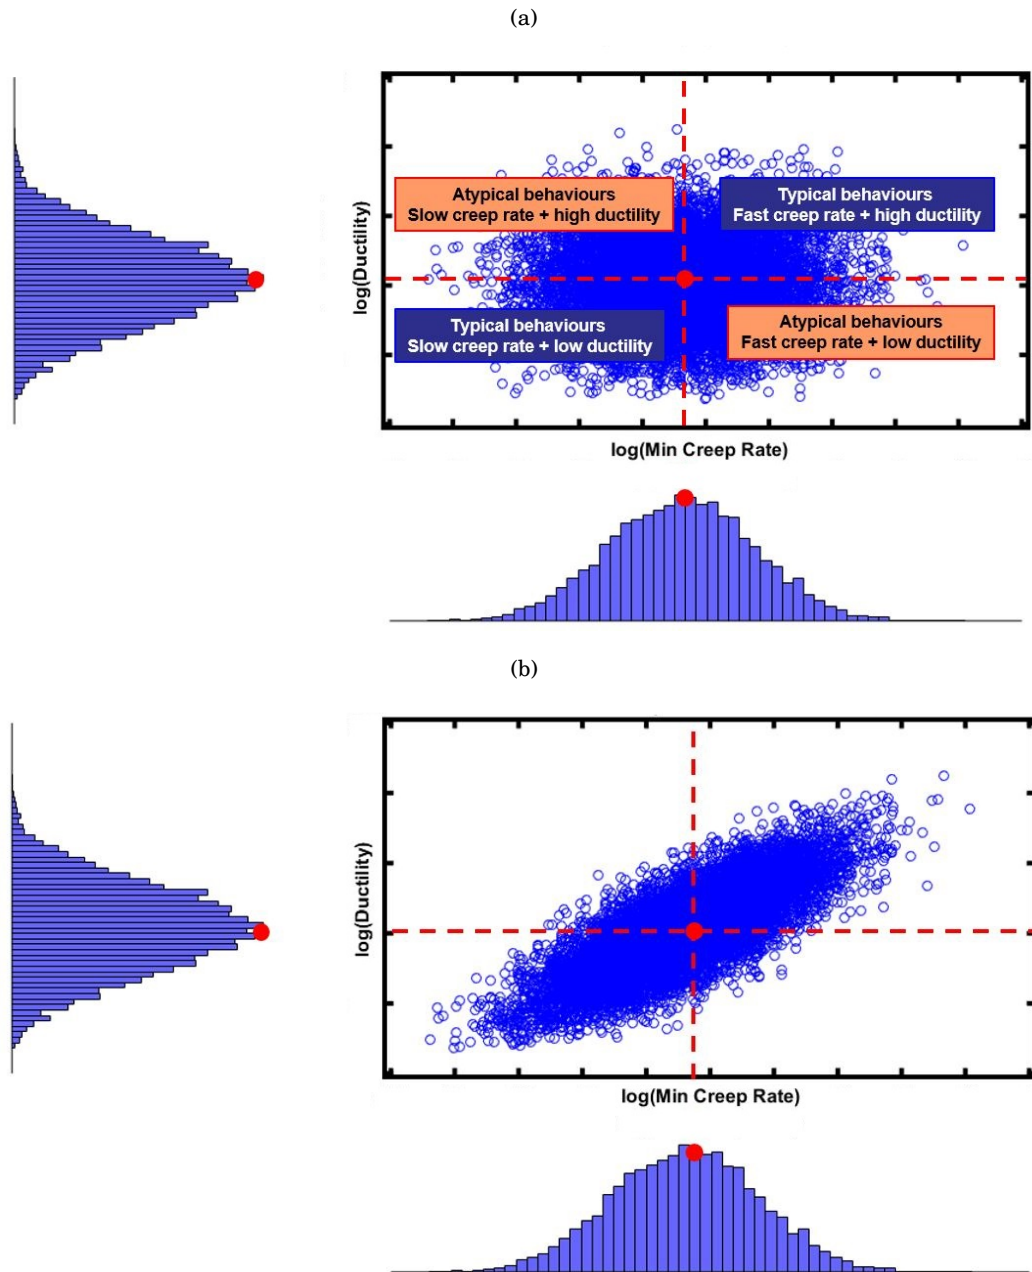 (a)
Atypical behaviours
Slow creep rate + high ductility
Typical behaviours
Fast creep rate + high ductility
log(Ductility)
Typical behaviours
Slow creep rate + low ductility
Atypical behaviours
Fast creep rate + low ductility
log(Min Creep Rate)
(b)
log(Ductility)
log(Min Creep Rate)